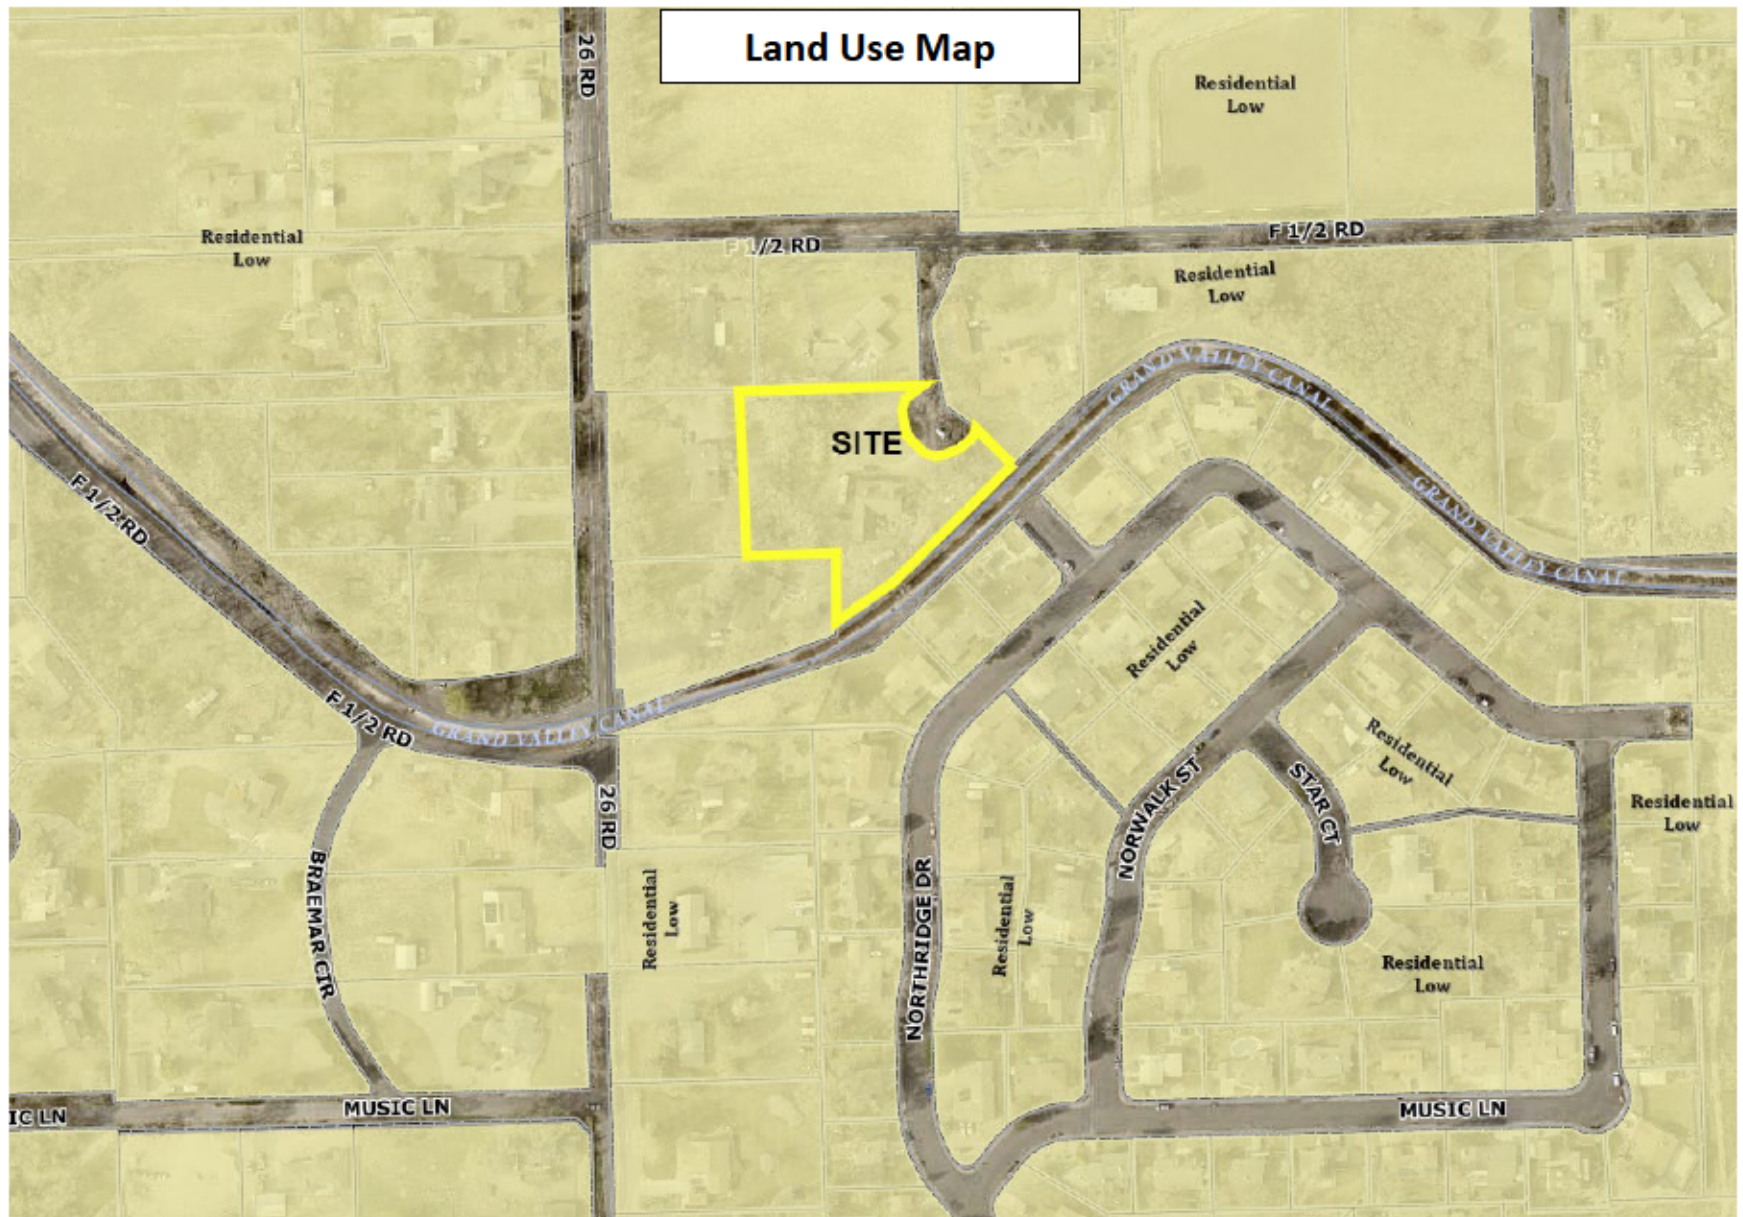 Land Use Map
26 RD
Residential
Low
Residential
Low
F 1/2 RD
F 1/2 RD
Residential
Low
GRAND VALLEY CANAL
SITE
F 1/2 RD
GRAND VALLEY CANAL
Residential
Low
F 1/2 RD
GRAND VALLEY CANAL
Residential
Low
26 RD
NORWALK ST
STAR CT
Residential
Low
BRAEMAR CIR
Residential
Low
NORTHRIDGE DR
Residential
Low
Residential
Low
IC LN
MUSIC LN
MUSIC LN